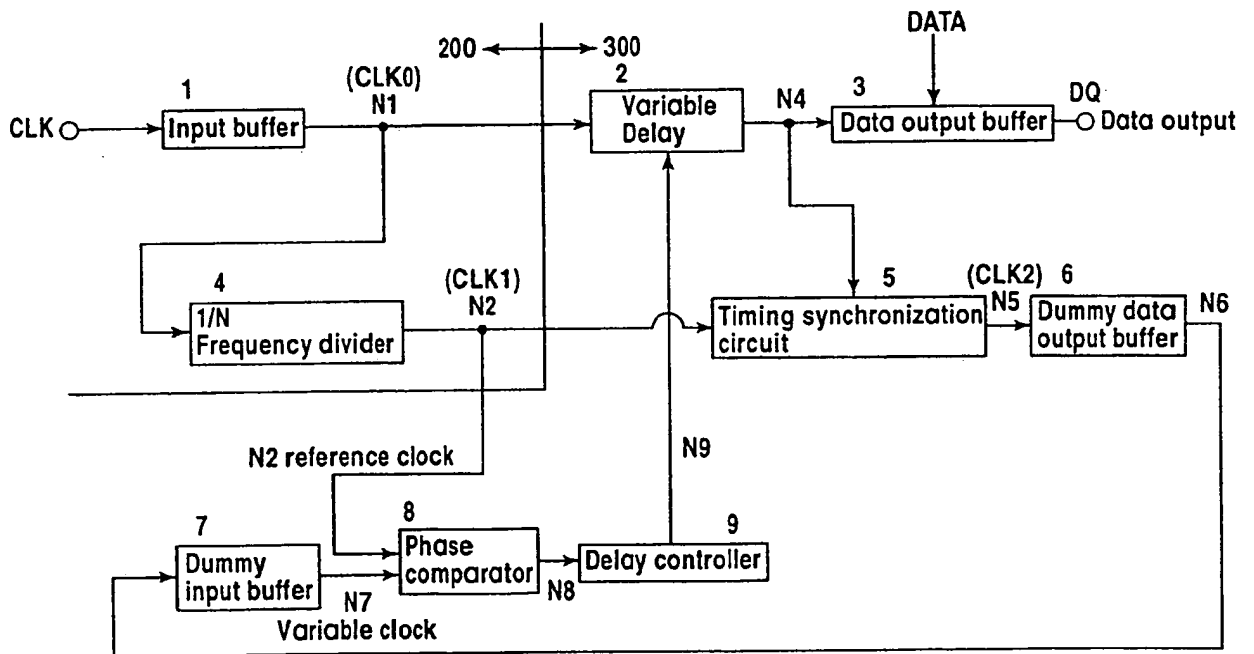 DATA
200
300
(CLK0)
N1
1
2
3
N4
DQ
CLK
Input buffer
Variable
Delay
Data output buffer
Data output
4
(CLK1)
N2
5
(CLK2)
N5
6
N6
1/N
Frequency divider
Timing synchronization
circuit
Dummy data
output buffer
N2 reference clock
N9
7
8
9
Dummy
input buffer
Phase
comparator
Delay controller
N7
N8
Variable clock